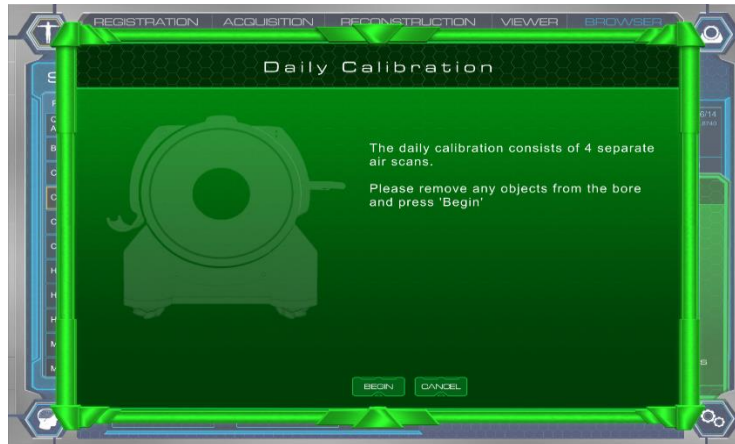 REGISTRATION ACQUISITION RECONSTRUCTION VIEWER BROWSER
Daily Calibration
The daily calibration consists of 4 separate
air scans.
Please remove any objects from the bore
and press 'Begin'
BEGIN CANCEL